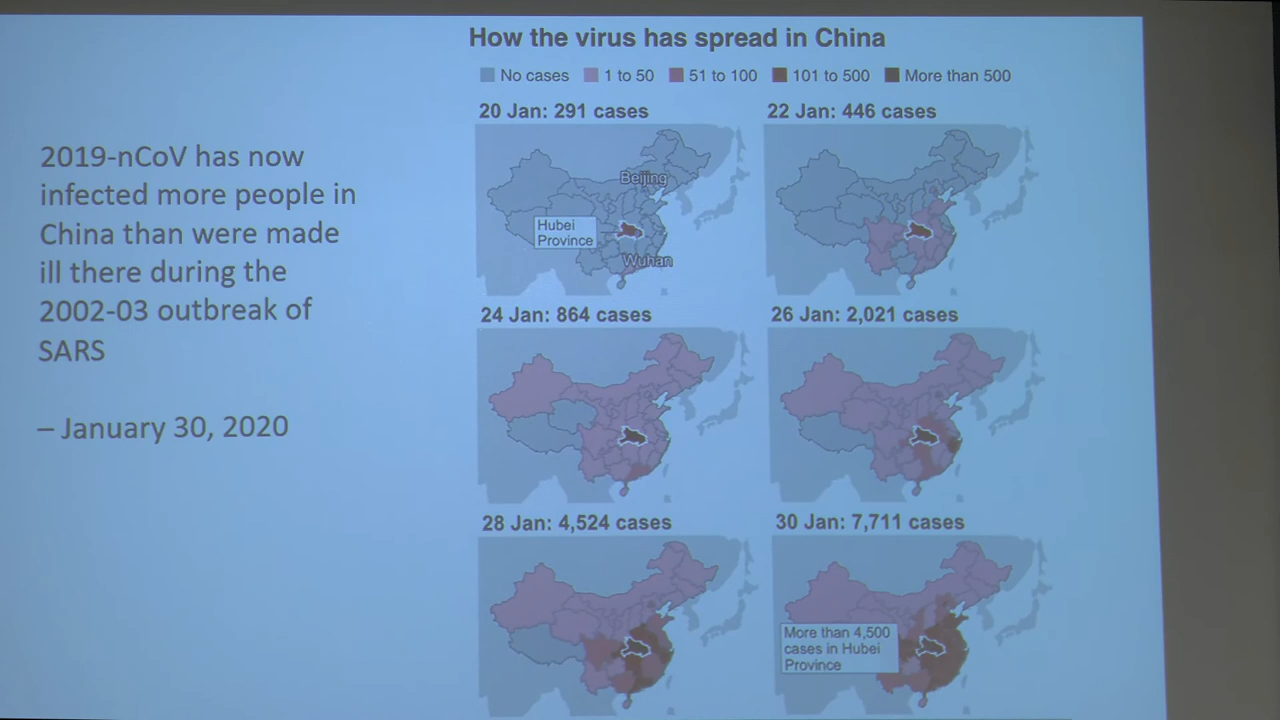 2019-nCoV has now
infected more people in
China than were made
ill there during the
2002-03 outbreak of
SARS
– January 30, 2020
How the virus has spread in China
No cases 1 to 50 51 to 100 101 to 500 More than 500
20 Jan: 291 cases
Beijing
Hubei
Province
Wuhan
22 Jan: 446 cases
24 Jan: 864 cases
26 Jan: 2,021 cases
28 Jan: 4,524 cases
30 Jan: 7,711 cases
More than 4,500
cases in Hubei
Province